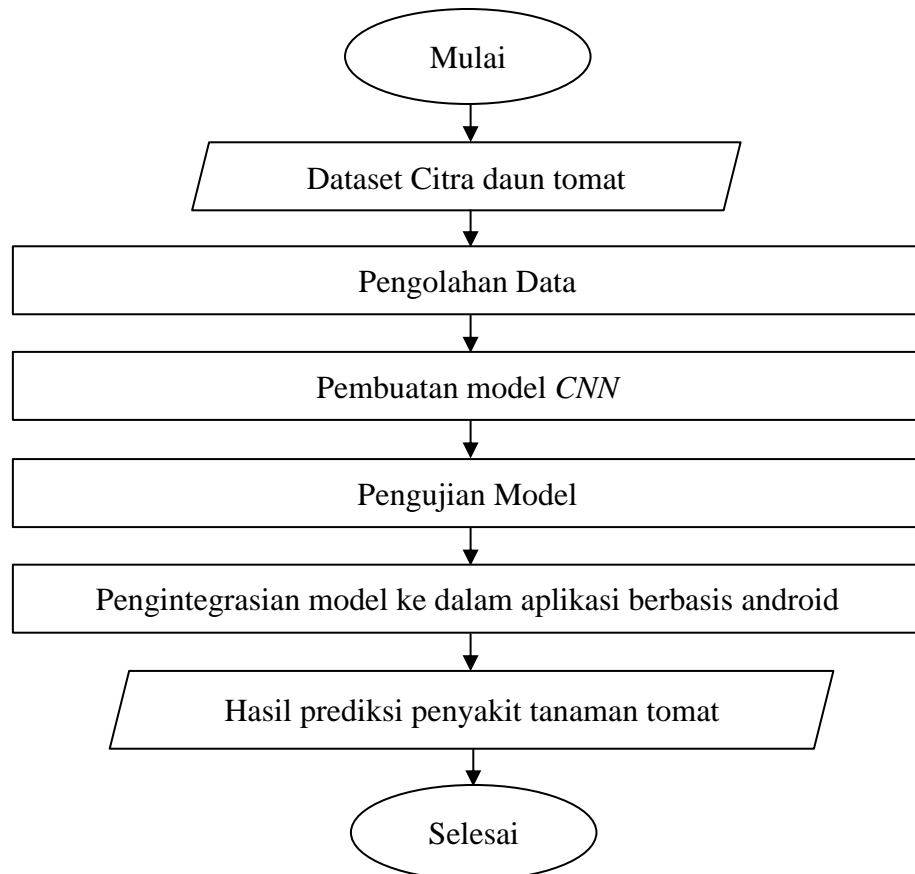 Mulai
Dataset Citra daun tomat
Pengolahan Data
Pembuatan model CNN
Pengujian Model
Pengintegrasian model ke dalam aplikasi berbasis android
Hasil prediksi penyakit tanaman tomat
Selesai